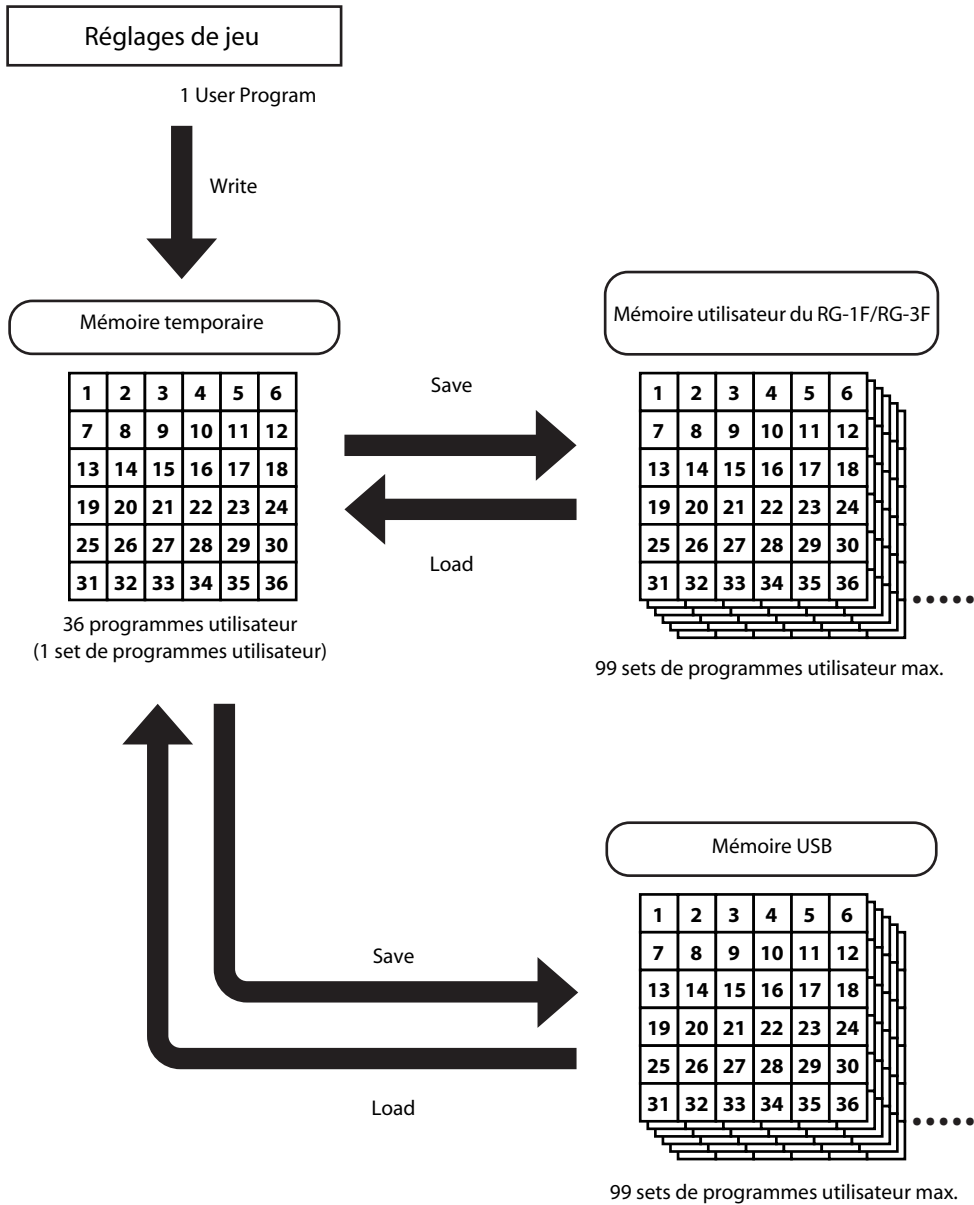 Réglages de jeu
1 User Program
Write
Mémoire temporaire
1 2 3 4 5 6
7 8 9 10 11 12
13 14 15 16 17 18
19 20 21 22 23 24
25 26 27 28 29 30
31 32 33 34 35 36
36 programmes utilisateur
(1 set de programmes utilisateur)
Save
Load
Mémoire utilisateur du RG-1F/RG-3F
1 2 3 4 5 6
7 8 9 10 11 12
13 14 15 16 17 18
19 20 21 22 23 24
25 26 27 28 29 30
31 32 33 34 35 36
99 sets de programmes utilisateur max.
Save
Load
Mémoire USB
1 2 3 4 5 6
7 8 9 10 11 12
13 14 15 16 17 18
19 20 21 22 23 24
25 26 27 28 29 30
31 32 33 34 35 36
99 sets de programmes utilisateur max.